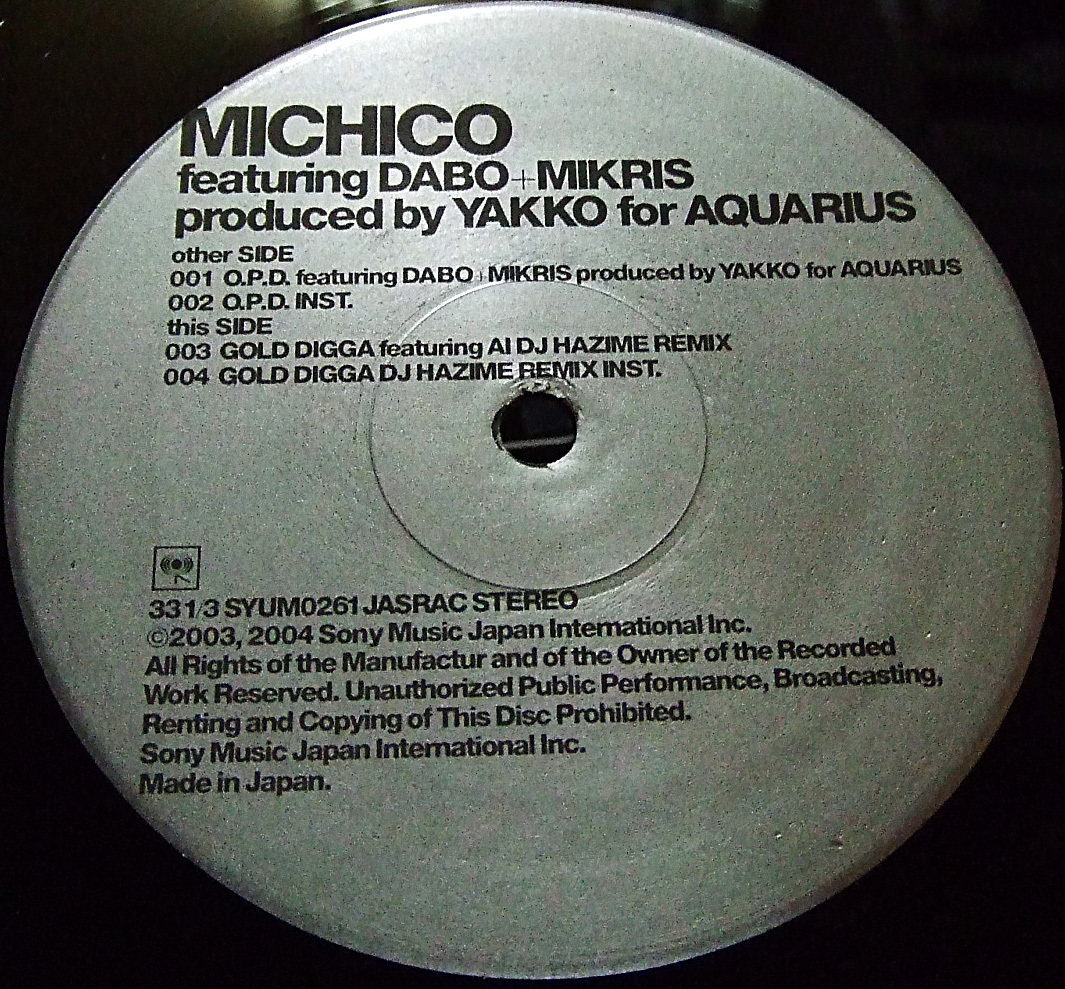 MICHICO
featuring DABO+MIKRIS
produced by YAKKO for AQUARIUS
other SIDE
001 O.P.D. featuring DABO+MIKRIS produced by YAKKO for AQUARIUS
002 O.P.D. INST.
this SIDE
003 GOLD DIGGA featuring AI DJ HAZIME REMIX
004 GOLD DIGGA DJ HAZIME REMIX INST.
33 1/3 SYUM0261 JASRAC STEREO
©2003, 2004 Sony Music Japan International Inc.
All Rights of the Manufactur and of the Owner of the Recorded
Work Reserved. Unauthorized Public Performance, Broadcasting,
Renting and Copying of This Disc Prohibited.
Sony Music Japan International Inc.
Made in Japan.